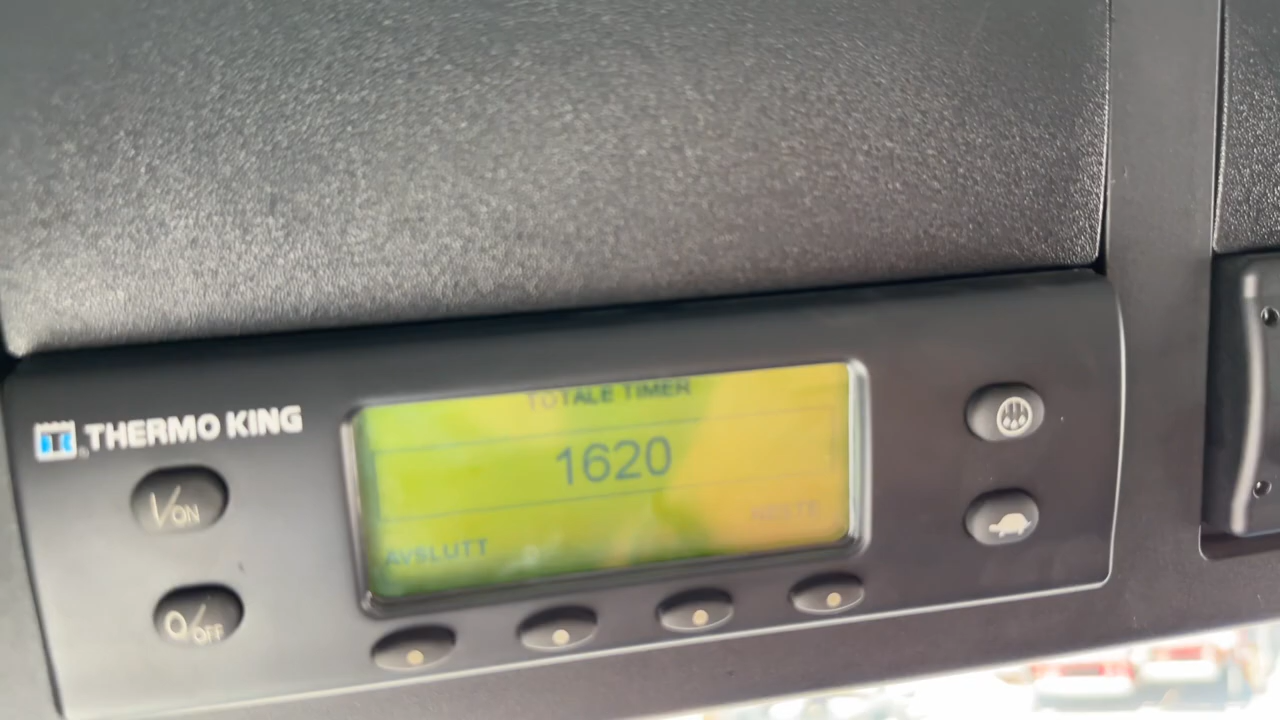 TOTALE TIMER
THERMO KING
1620
I/ON
NESTE
AVSLUTT
O/OFF